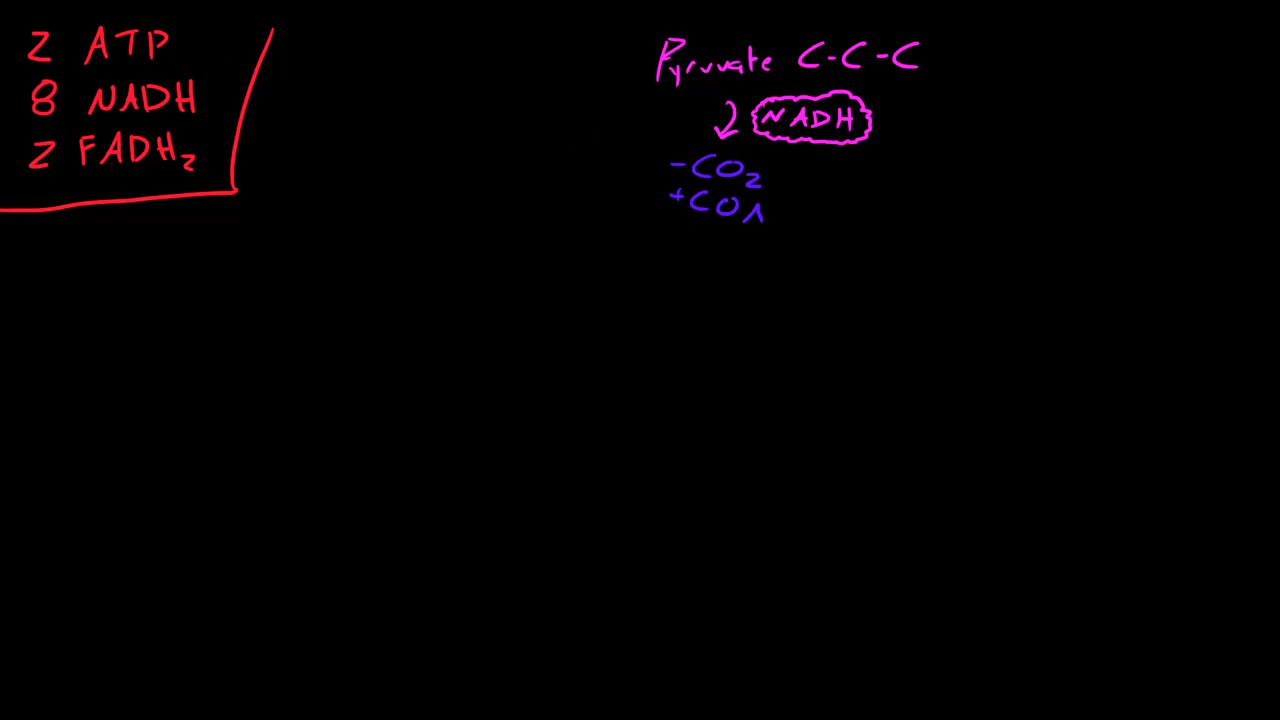 2 ATP
8 NADH
2 FADH₂
Pyruvate C-C-C
NADH
-CO₂
+COA